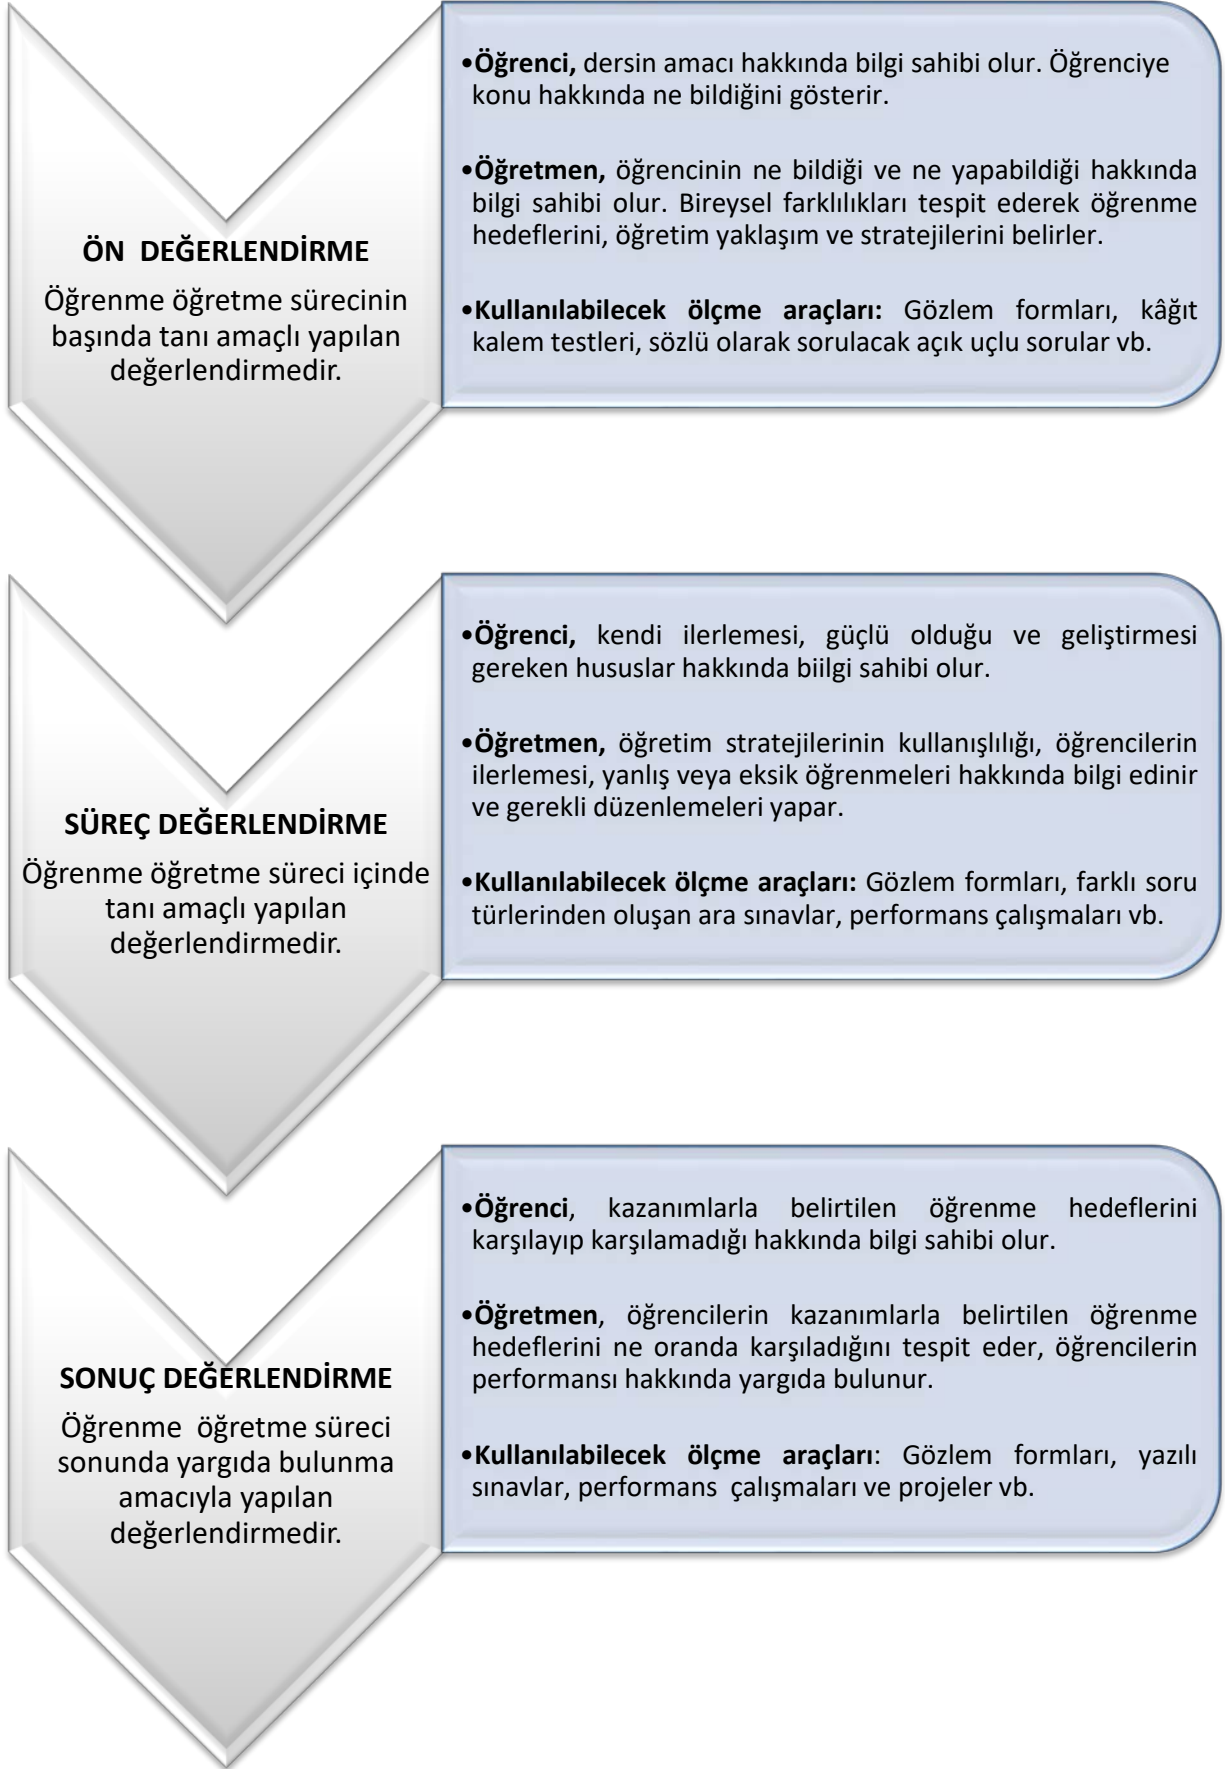 ÖN DEĞERLENDİRME
Öğrenme öğretme sürecinin
başında tanı amaçlı yapılan
değerlendirmedir.
•Öğrenci, dersin amacı hakkında bilgi sahibi olur. Öğrenciye
konu hakkında ne bildiğini gösterir.
•Öğretmen, öğrencinin ne bildiği ve ne yapabildiği hakkında
bilgi sahibi olur. Bireysel farklılıkları tespit ederek öğrenme
hedeflerini, öğretim yaklaşım ve stratejilerini belirler.
•Kullanılabilecek ölçme araçları: Gözlem formları, kâğıt
kalem testleri, sözlü olarak sorulacak açık uçlu sorular vb.
SÜREÇ DEĞERLENDİRME
Öğrenme öğretme süreci içinde
tanı amaçlı yapılan
değerlendirmedir.
•Öğrenci, kendi ilerlemesi, güçlü olduğu ve geliştirmesi
gereken hususlar hakkında biilgi sahibi olur.
•Öğretmen, öğretim stratejilerinin kullanışlılığı, öğrencilerin
ilerlemesi, yanlış veya eksik öğrenmeleri hakkında bilgi edinir
ve gerekli düzenlemeleri yapar.
•Kullanılabilecek ölçme araçları: Gözlem formları, farklı soru
türlerinden oluşan ara sınavlar, performans çalışmaları vb.
SONUÇ DEĞERLENDİRME
Öğrenme öğretme süreci
sonunda yargıda bulunma
amacıyla yapılan
değerlendirmedir.
•Öğrenci, kazanımlarla belirtilen öğrenme hedeflerini
karşılayıp karşılamadığı hakkında bilgi sahibi olur.
•Öğretmen, öğrencilerin kazanımlarla belirtilen öğrenme
hedeflerini ne oranda karşıladığını tespit eder, öğrencilerin
performansı hakkında yargıda bulunur.
•Kullanılabilecek ölçme araçları: Gözlem formları, yazılı
sınavlar, performans çalışmaları ve projeler vb.